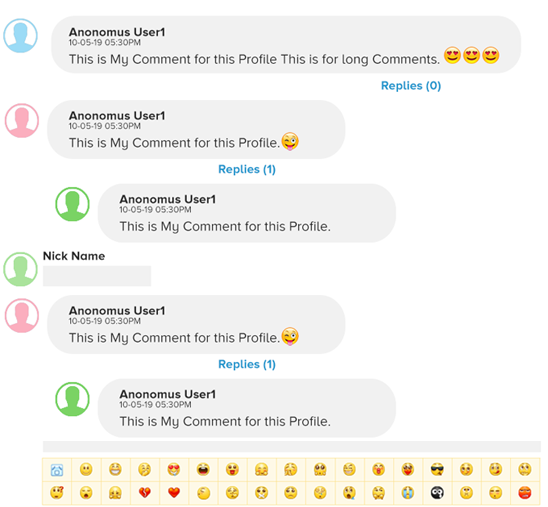 Anonomus User1
10-05-19 05:30PM
This is My Comment for this Profile This is for long Comments. 😍😍😍
Replies (0)
Anonomus User1
10-05-19 05:30PM
This is My Comment for this Profile.😜
Replies (1)
Anonomus User1
10-05-19 05:30PM
This is My Comment for this Profile.
Nick Name
Anonomus User1
10-05-19 05:30PM
This is My Comment for this Profile.😜
Replies (1)
Anonomus User1
10-05-19 05:30PM
This is My Comment for this Profile.